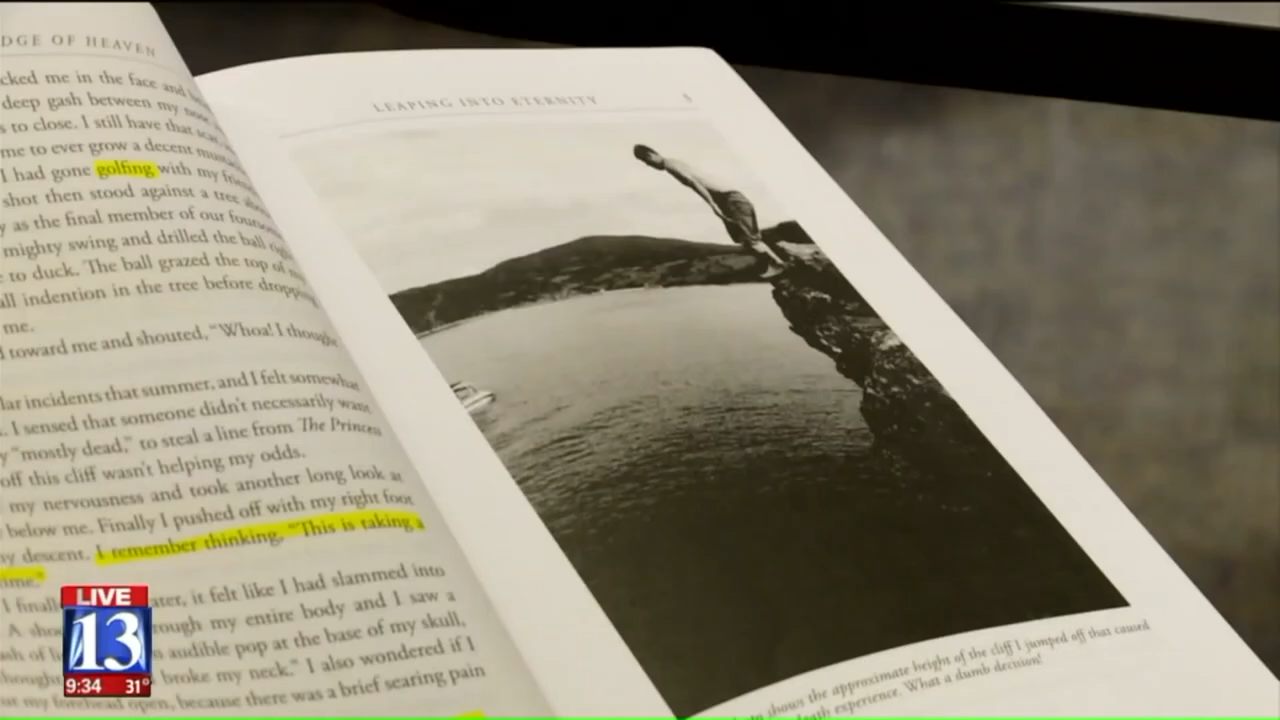 DGE OF HEAVEN
cked me in the face and
deep gash between my nose
s to close. I still have that scar,
me to ever grow a decent
I had gone golfing with my
shot then stood against a tree
y as the final member of our
mighty swing and drilled the ball
to duck. The ball grazed the top of
all indention in the tree before
me.
d toward me and shouted, "Whoa! I
lar incidents that summer, and I felt somewhat
. I sensed that someone didn't necessarily want
y "mostly dead," to steal a line from The Princess
off this cliff wasn't helping my odds.
my nervousness and took another long look at
below me. Finally I pushed off with my right foot
y descent. I remember thinking, "This is taking a
ime."
I finall ater, it felt like I had slammed into
A sho rough my entire body and I saw a
sh of li n audible pop at the base of my skull,
hough broke my neck." I also wondered if I
forehead open, because there was a brief searing pain
LEAPING INTO ETERNITY 5
shows the approximate height of the cliff I jumped off that caused
death experience. What a dumb decision!
LIVE
13
9:34 31°